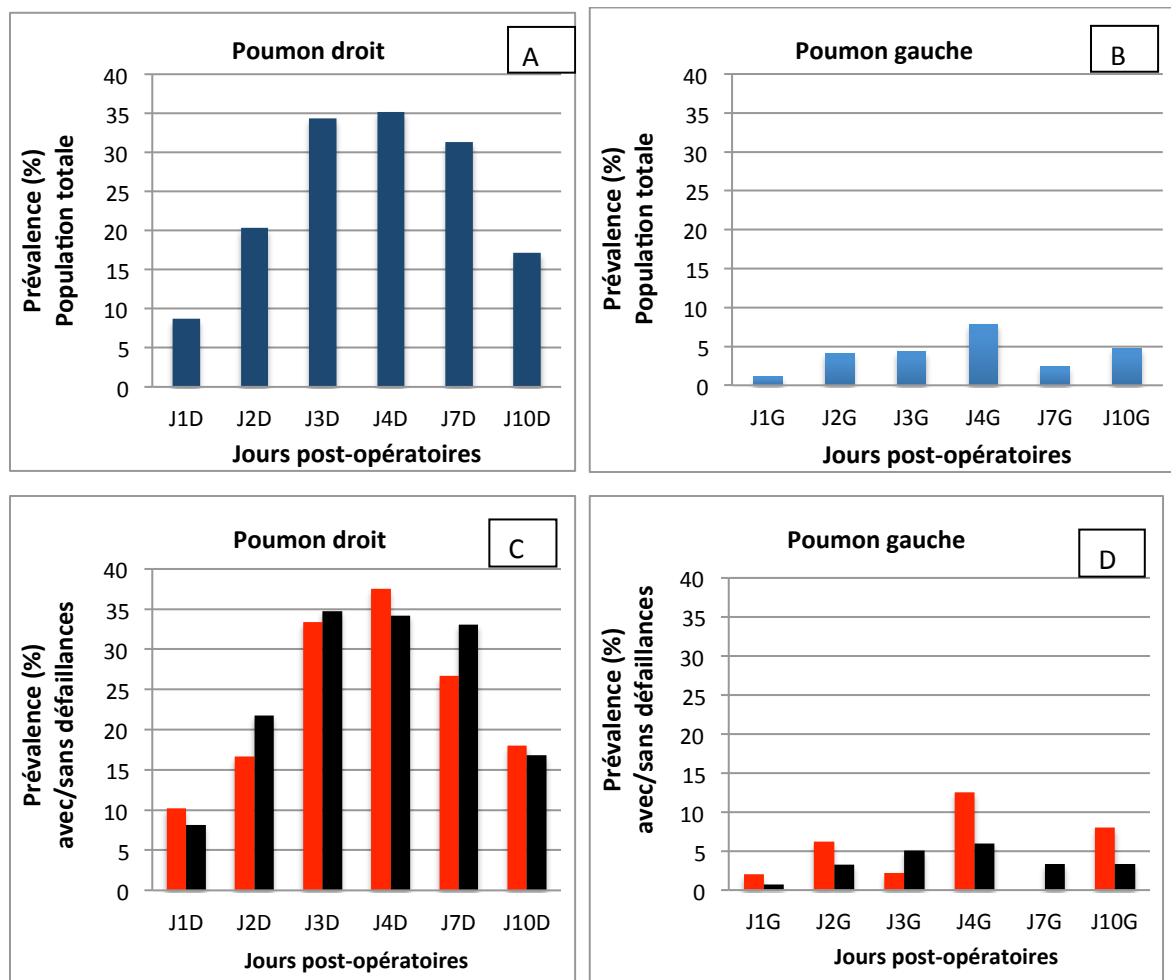 Poumon droit
A
Prévalence (%)
Population totale
40
35
30
25
20
15
10
5
0
J1D J2D J3D J4D J7D J10D
Jours post-opératoires
Poumon gauche
B
Prévalence (%)
Population totale
40
35
30
25
20
15
10
5
0
J1G J2G J3G J4G J7G J10G
Jours post-opératoires
Poumon droit
C
Prévalence (%)
avec/sans défaillances
40
35
30
25
20
15
10
5
0
J1D J2D J3D J4D J7D J10D
Jours post-opératoires
Poumon gauche
D
Prévalence (%)
avec/sans défaillances
40
35
30
25
20
15
10
5
0
J1G J2G J3G J4G J7G J10G
Jours post-opératoires